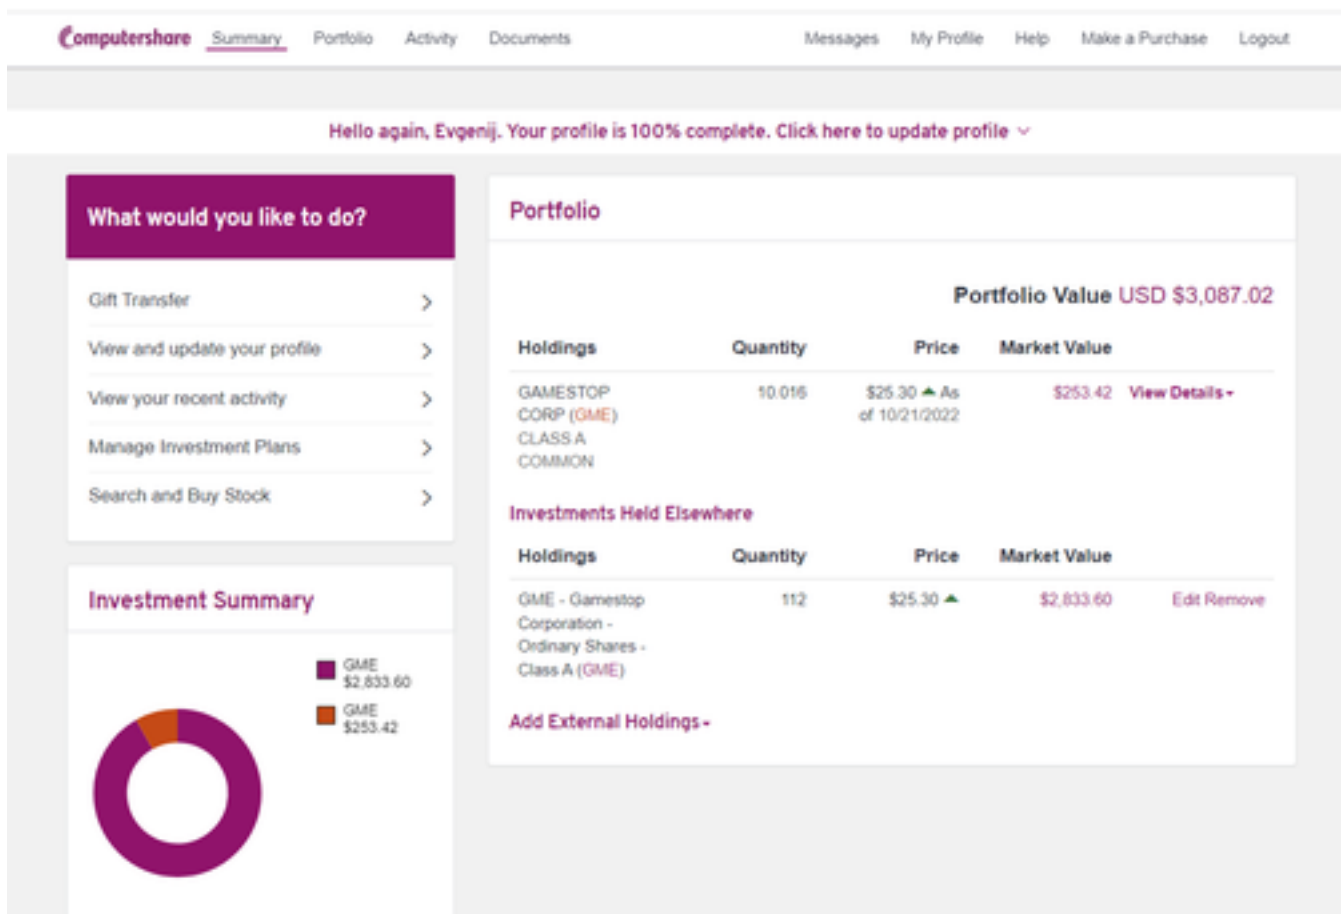 Computershare Summary Portfolio Activity Documents Messages My Profile Help Make a Purchase Logout
Hello again, Evgenij. Your profile is 100% complete. Click here to update profile
What would you like to do?
Gift Transfer
View and update your profile
View your recent activity
Manage Investment Plans
Search and Buy Stock
Investment Summary
GME
$2,833.60
GME
$253.42
Portfolio
Portfolio Value USD $3,087.02
Holdings Quantity Price Market Value
GAMESTOP 10.016 $25.30 As $253.42 View Details
CORP (GME) of 10/21/2022
CLASS A
COMMON
Investments Held Elsewhere
Holdings Quantity Price Market Value
GME - Gamestop 112 $25.30 $2,833.60 Edit Remove
Corporation -
Ordinary Shares -
Class A (GME)
Add External Holdings